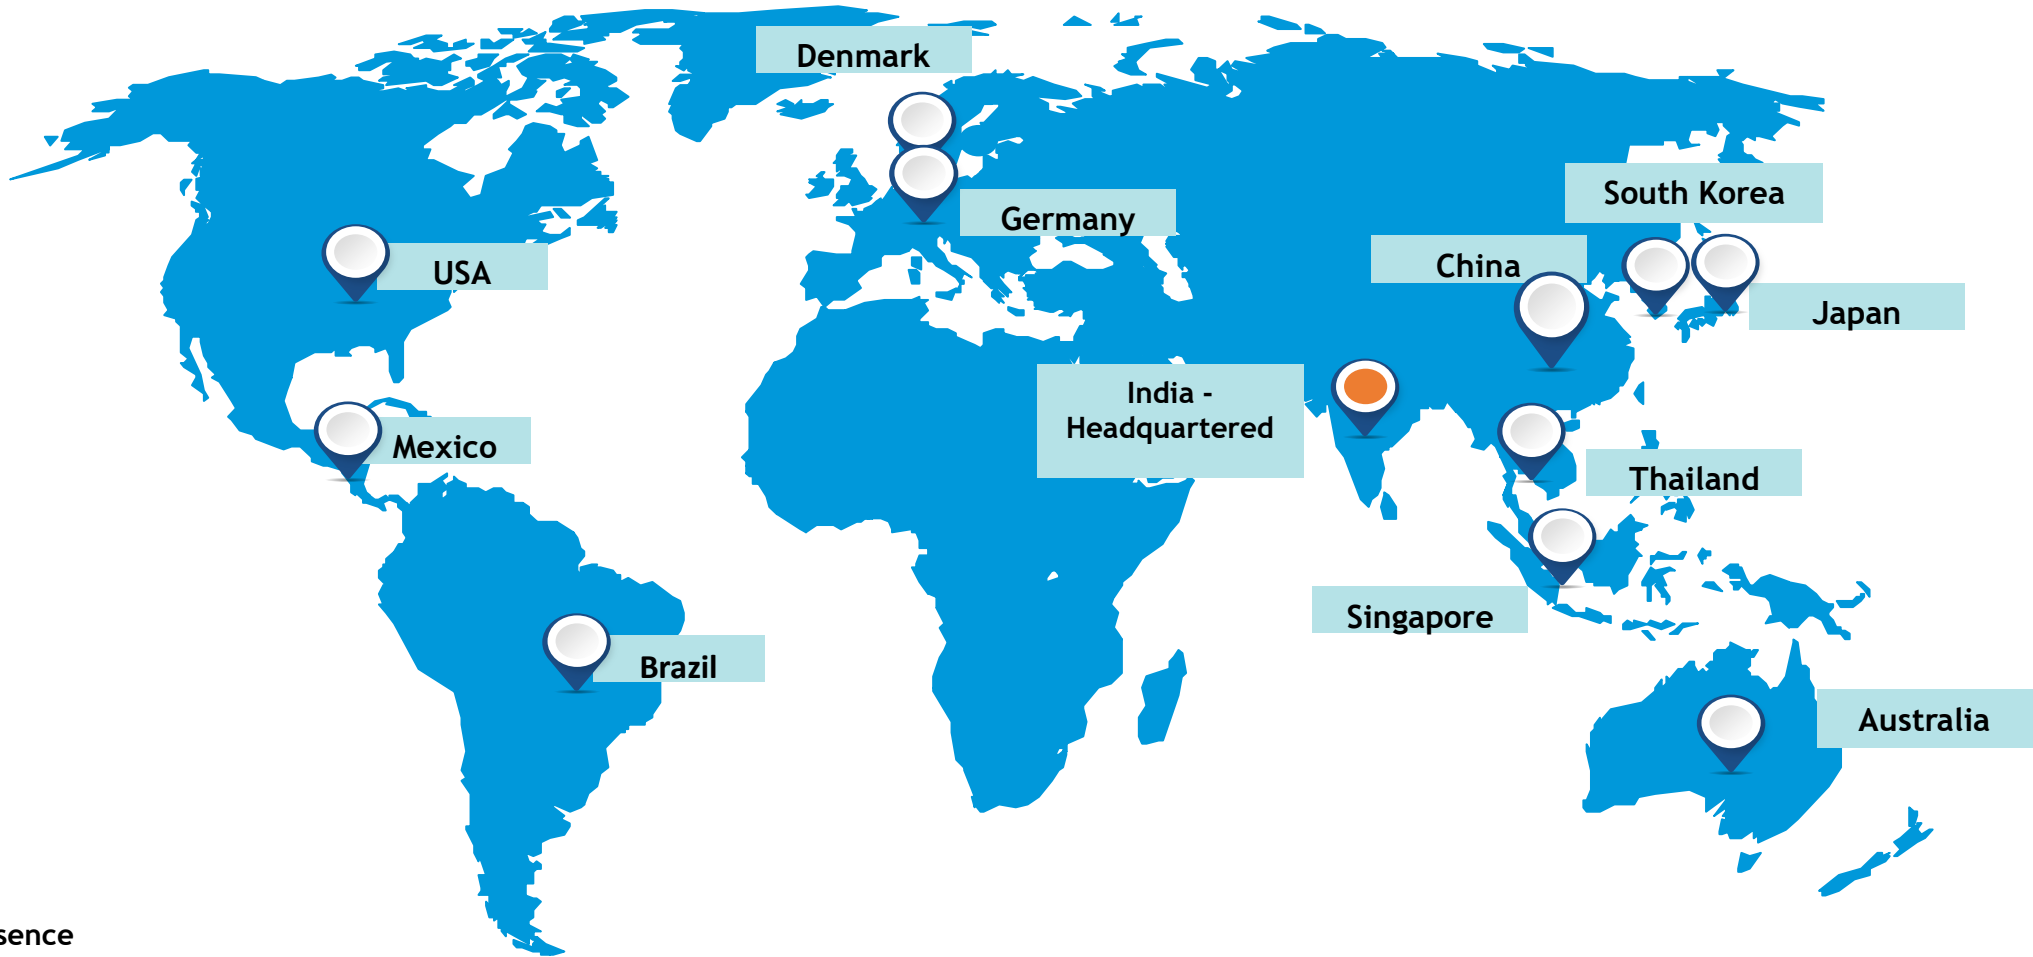 Denmark
South Korea
Germany
China
USA
Japan
India -
Headquartered
Mexico
Thailand
Singapore
Brazil
Australia
sence